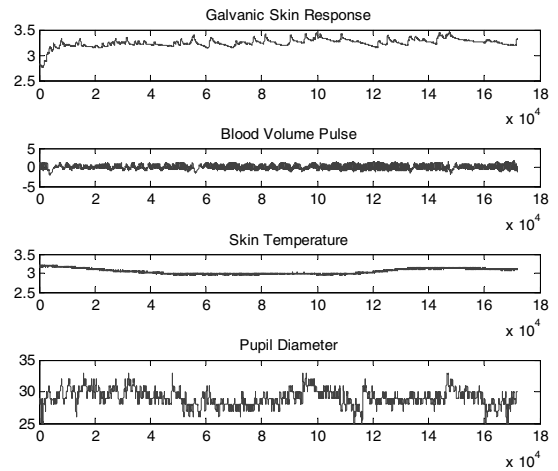 Galvanic Skin Response
3.5
3
2.5
0 2 4 6 8 10 12 14 16 18
x 10^4
Blood Volume Pulse
5
0
-5
0 2 4 6 8 10 12 14 16 18
x 10^4
Skin Temperature
3.5
3
2.5
0 2 4 6 8 10 12 14 16 18
x 10^4
Pupil Diameter
35
30
25
0 2 4 6 8 10 12 14 16 18
x 10^4